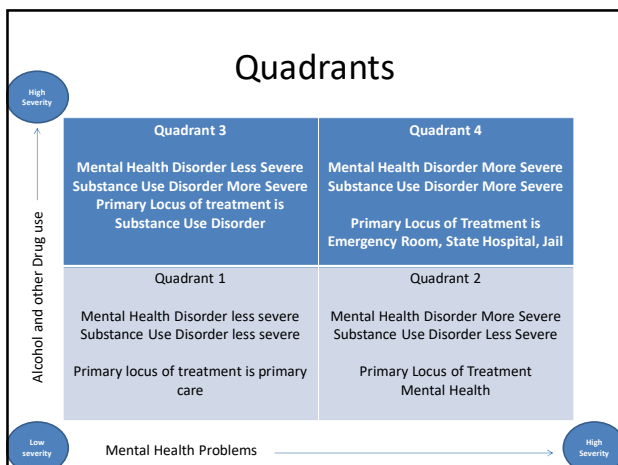 Quadrants
High
Severity
Alcohol and other Drug use
Quadrant 3
Mental Health Disorder Less Severe
Substance Use Disorder More Severe
Primary Locus of treatment is
Substance Use Disorder
Quadrant 4
Mental Health Disorder More Severe
Substance Use Disorder More Severe
Primary Locus of Treatment is
Emergency Room, State Hospital, Jail
Quadrant 1
Mental Health Disorder less severe
Substance Use Disorder less severe
Primary locus of treatment is primary
care
Quadrant 2
Mental Health Disorder More Severe
Substance Use Disorder Less Severe
Primary Locus of Treatment
Mental Health
Low
severity
Mental Health Problems
High
Severity